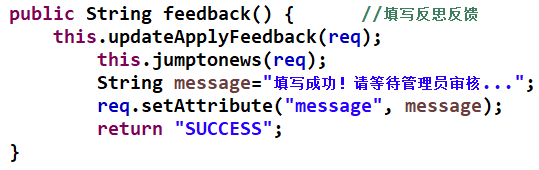 public String feedback() {      //填写反思反馈
    this.updateApplyFeedback(req);
        this.jumptonews(req);
        String message="填写成功！请等待管理员审核...";
        req.setAttribute("message", message);
        return "SUCCESS";
}